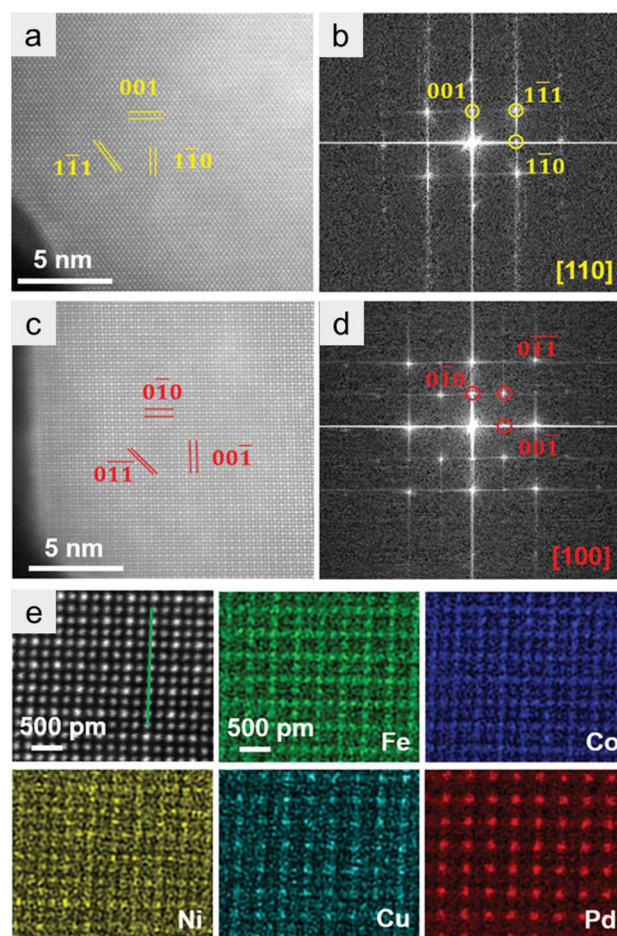 a
001
11̅1
11̅0
5 nm
b
001
11̅1
11̅0
[110]
c
01̅0
01̅1̅
001̅
5 nm
d
01̅1̅
01̅0
001̅
[100]
e
500 pm
500 pm
Fe
Co
Ni
Cu
Pd